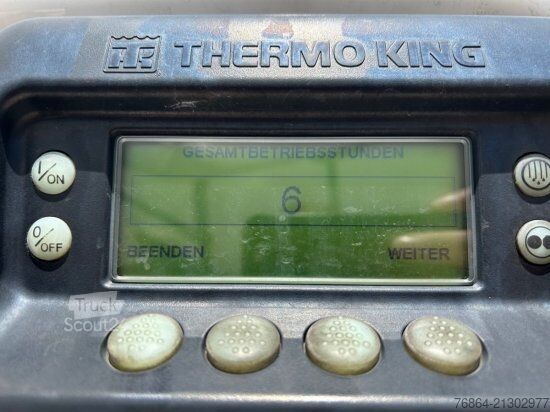 THERMO KING
GESAMTBETRIEBSSTUNDEN
I/ON
6
0/OFF
BEENDEN
WEITER
Truck
Scout24
76864-21302977